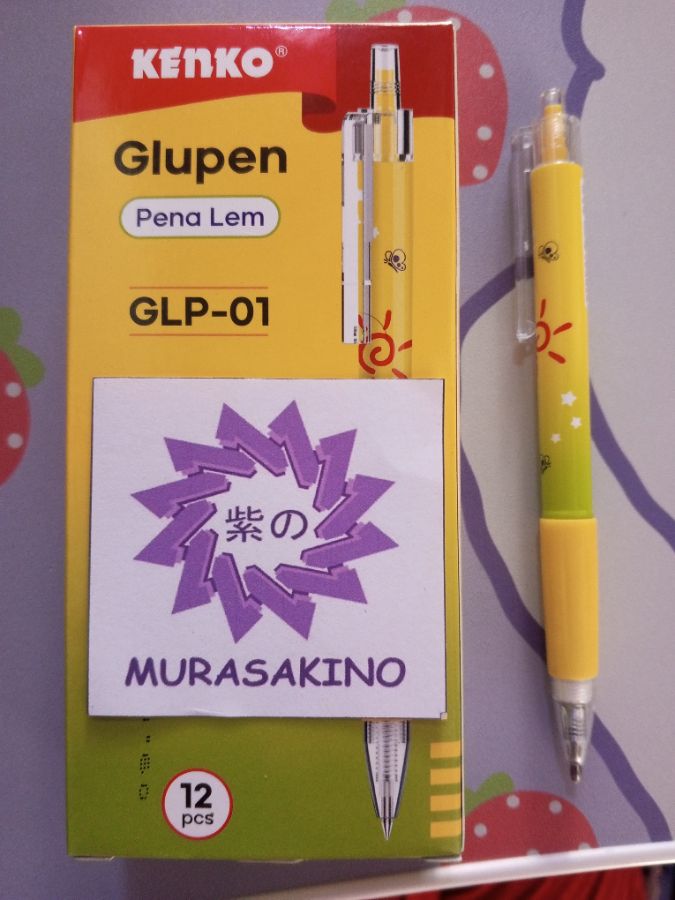 KENKO®
Glupen
Pena Lem
GLP-01
紫の
MURASAKINO
12
pcs